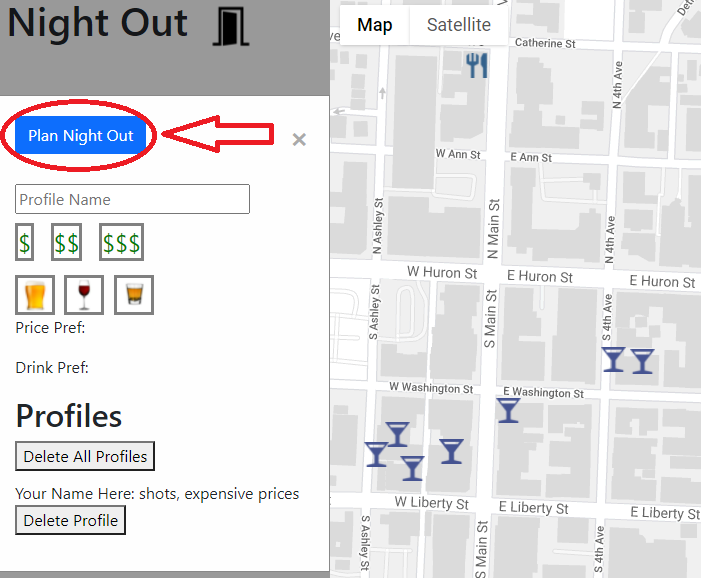 Night Out
Plan Night Out
×
Profile Name
$ $$ $$$
Price Pref:
Drink Pref:
Profiles
Delete All Profiles
Your Name Here: shots, expensive prices
Delete Profile
Map Satellite
Catherine St
N 4th Ave
W Ann St
E Ann St
N Ashley St
N Main St
N 4th Ave
W Huron St
E Huron St
E Huron St
S Ashley St
S Main St
S 4th Ave
W Washington St
E Washington St
W Liberty St
E Liberty St
E Liberty St
S Ashley St
S Main St
S 4th Ave